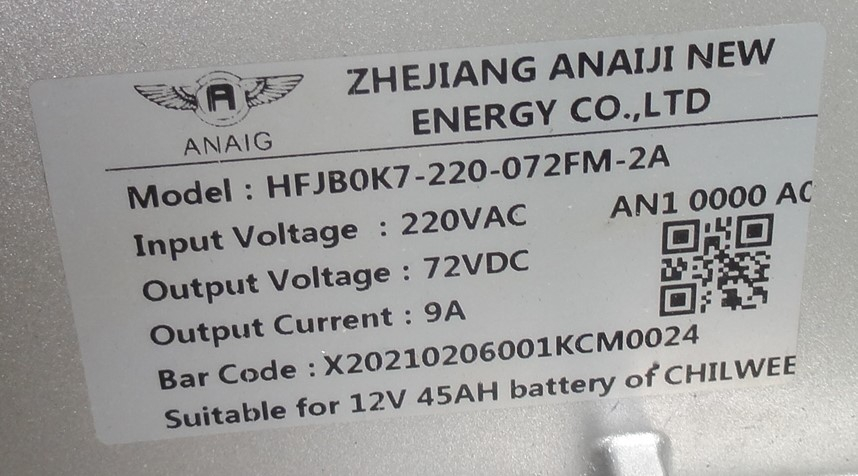 ZHEJIANG ANAIJI NEW
ENERGY CO.,LTD
A
ANAIG
Model : HFJB0K7-220-072FM-2A
Input Voltage : 220VAC
AN1 0000 AC
Output Voltage : 72VDC
Output Current : 9A
Bar Code : X20210206001KCM0024
Suitable for 12V 45AH battery of CHILWEE